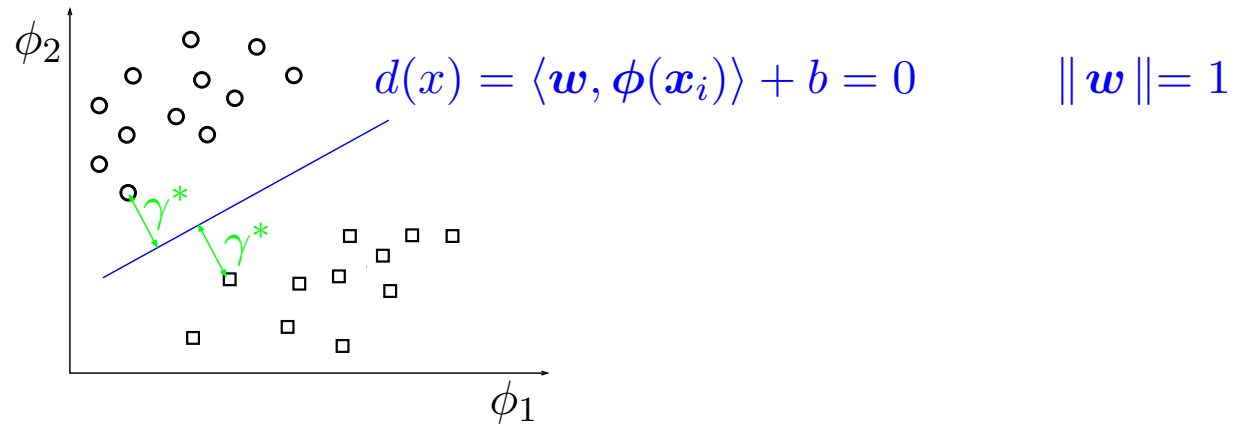 ϕ₂
d(x) = ⟨w, ϕ(xᵢ)⟩ + b = 0 ‖ w ‖= 1
γ*
γ*
ϕ₁